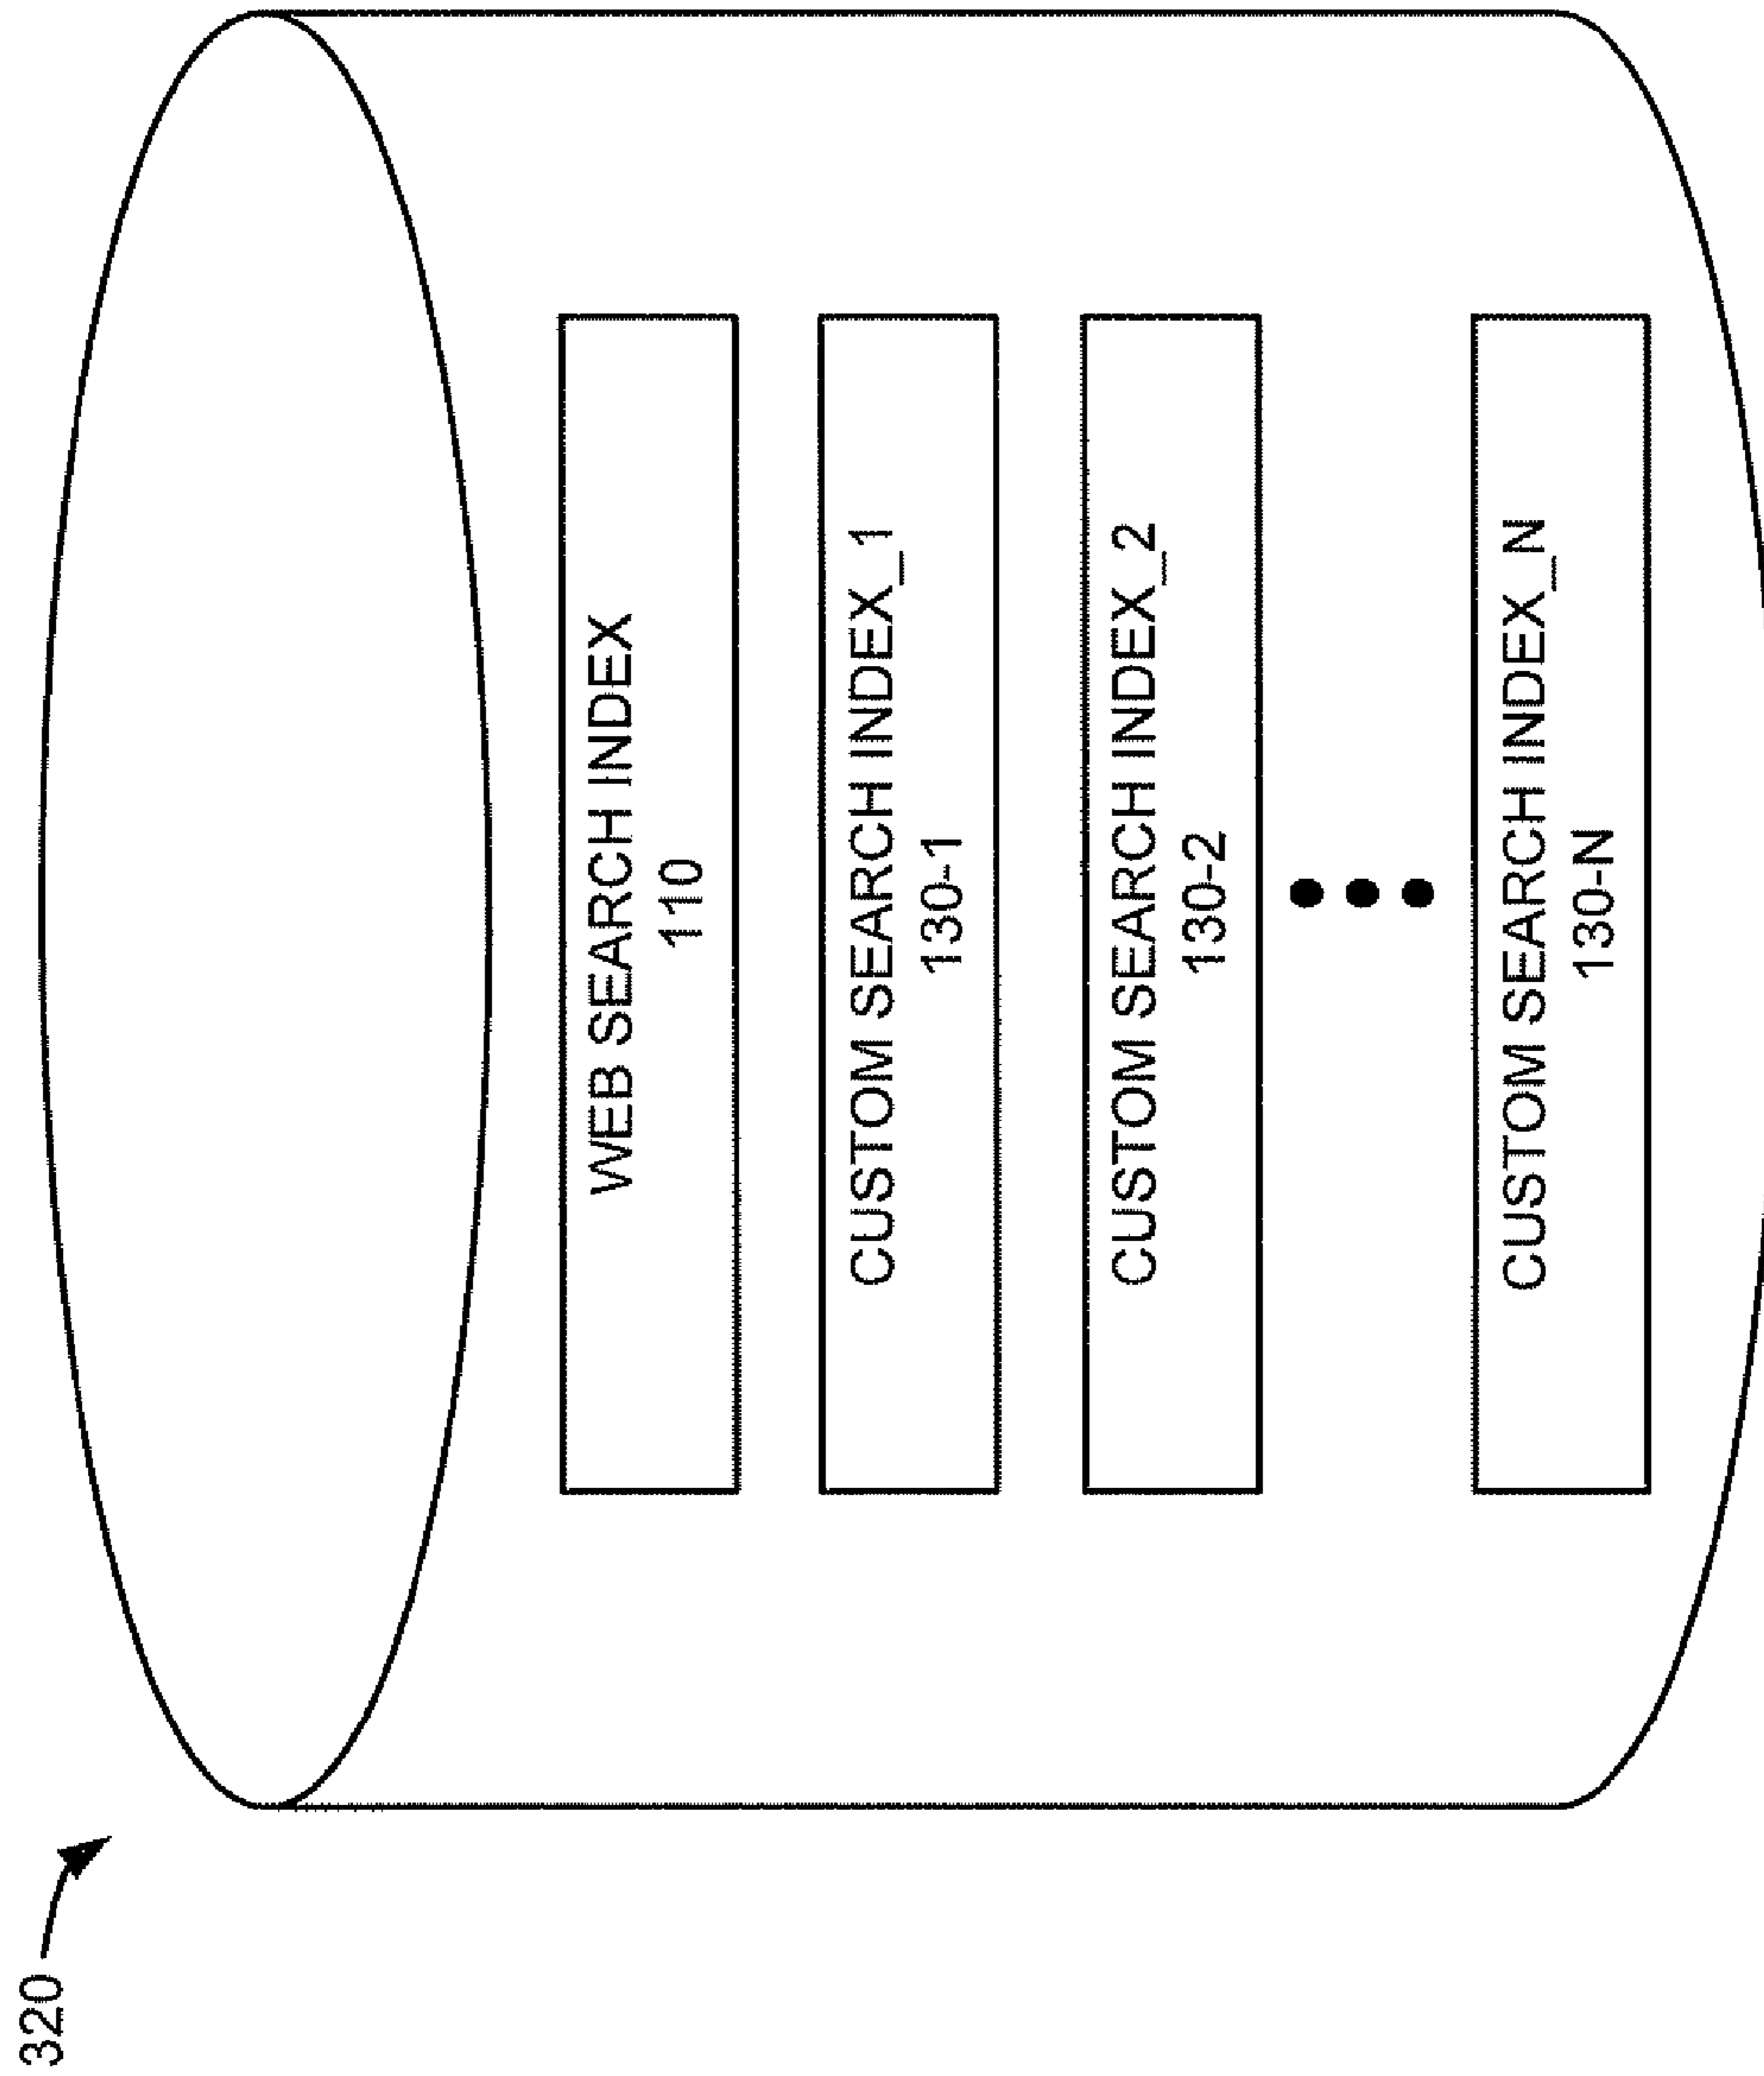 320
WEB SEARCH INDEX
110
CUSTOM SEARCH INDEX_1
130-1
CUSTOM SEARCH INDEX_2
130-2
CUSTOM SEARCH INDEX_N
130-N